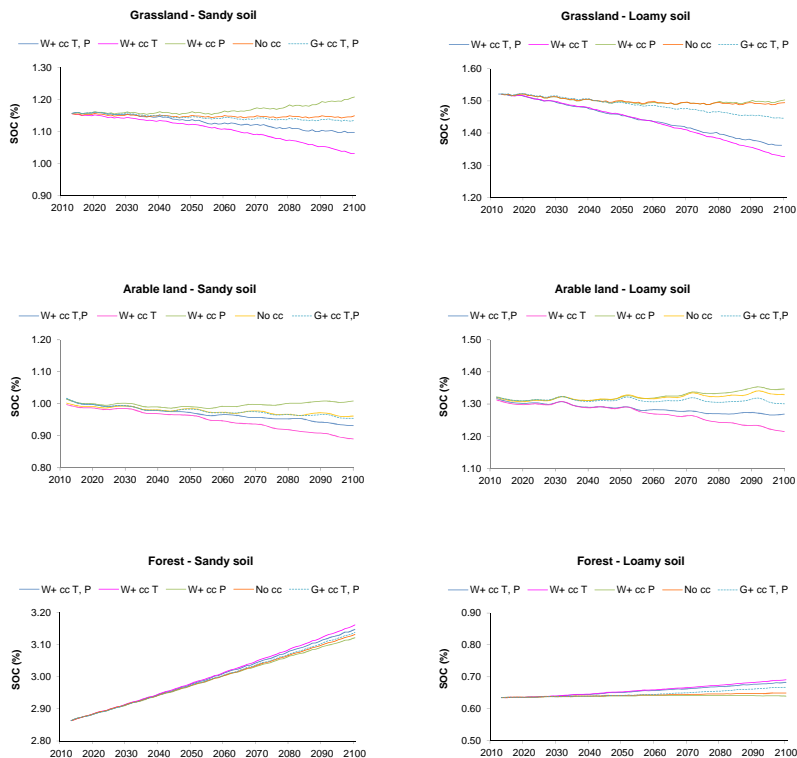 Grassland - Sandy soil
W+ cc T, P W+ cc T W+ cc P No cc G+ cc T, P
SOC (%)
1.30
1.20
1.10
1.00
0.90
2010 2020 2030 2040 2050 2060 2070 2080 2090 2100
Grassland - Loamy soil
W+ cc T, P W+ cc T W+ cc P No cc G+ cc T, P
SOC (%)
1.60
1.50
1.40
1.30
1.20
2010 2020 2030 2040 2050 2060 2070 2080 2090 2100
Arable land - Sandy soil
W+ cc T,P W+ cc T W+ cc P No cc G+ cc T,P
SOC (%)
1.20
1.10
1.00
0.90
0.80
2010 2020 2030 2040 2050 2060 2070 2080 2090 2100
Arable land - Loamy soil
W+ cc T,P W+ cc T W+ cc P No cc G+ cc T,P
SOC (%)
1.50
1.40
1.30
1.20
1.10
2010 2020 2030 2040 2050 2060 2070 2080 2090 2100
Forest - Sandy soil
W+ cc T, P W+ cc T W+ cc P No cc G+ cc T, P
SOC (%)
3.20
3.10
3.00
2.90
2.80
2010 2020 2030 2040 2050 2060 2070 2080 2090 2100
Forest - Loamy soil
W+ cc T, P W+ cc T W+ cc P No cc G+ cc T, P
SOC (%)
0.90
0.80
0.70
0.60
0.50
2010 2020 2030 2040 2050 2060 2070 2080 2090 2100